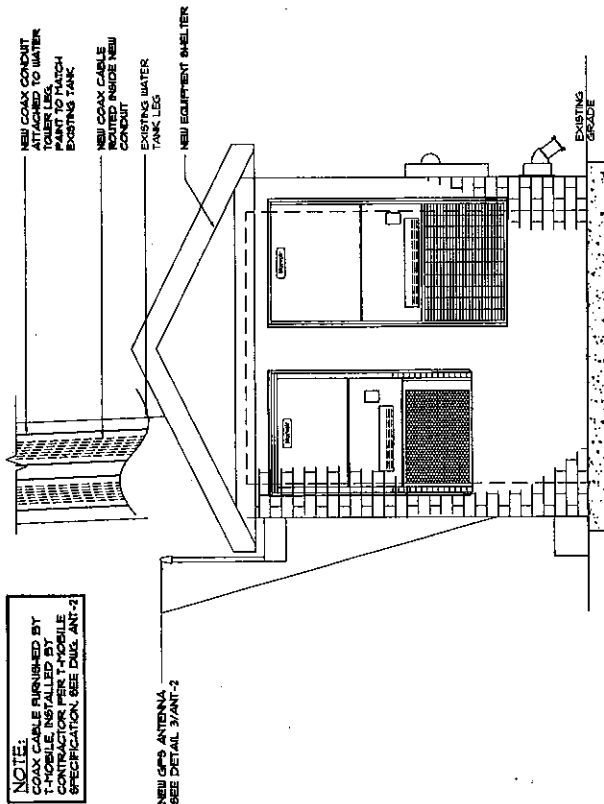 NOTE:
COAX CABLE FURNISHED BY
T-MOBILE, INSTALLED BY
CONTRACTOR PER T-MOBILE
SPECIFICATION. SEE DWG. ANT-2
NEW COAX CONDUIT
ATTACHED TO WATER
TOWER LEG,
PAINT TO MATCH
EXISTING TANK
NEW COAX CABLE
ROUTED INSIDE NEW
CONDUIT
EXISTING WATER
TANK LEG
NEW EQUIPMENT SHELTER
NEW GPS ANTENNA,
SEE DETAIL 3/ANT-2
EXISTING
GRADE